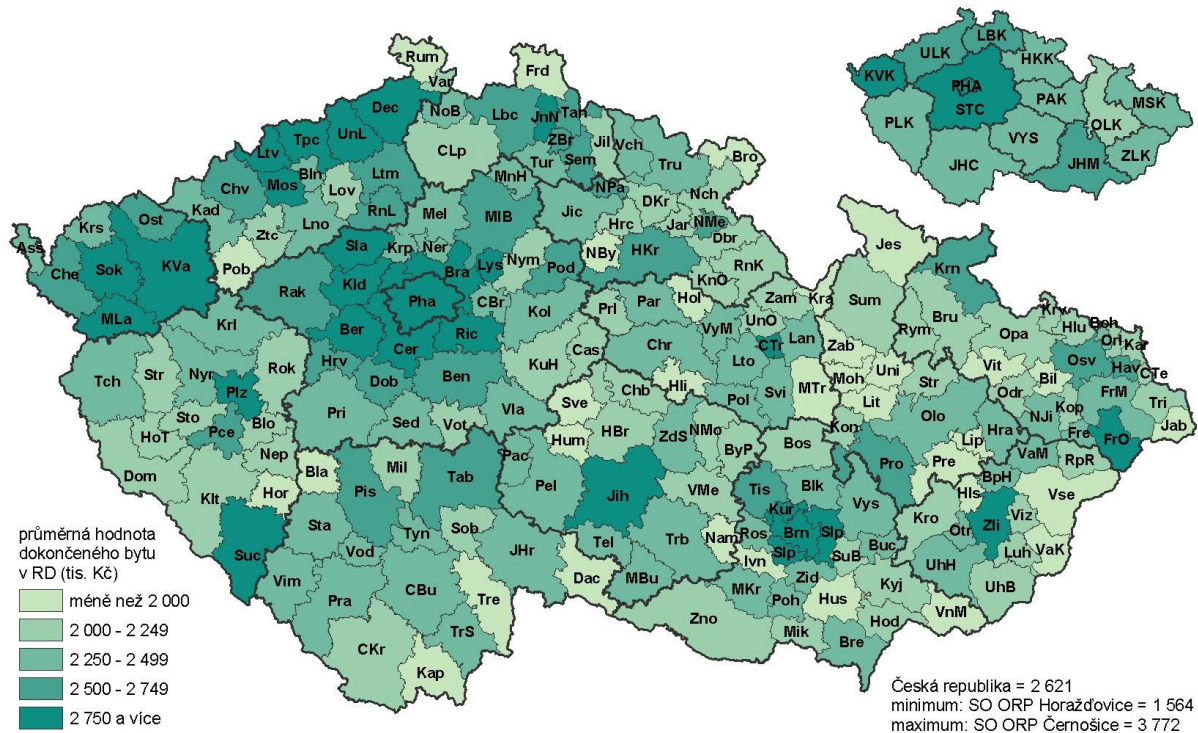 Rum
Frd
Var
Dec
NoB
Lbc
JnN
Tan
UnL
Tpc
ZBr
Jil
Vch
Ltv
CLp
Sem
Tru
Bro
Bln
Tur
Mos
Ltm
MnH
Chv
Lov
NPa
Nch
Kad
RnL
Mel
MlB
Jic
DKr
Ost
Lno
Hrc
Jar
NMe
Krs
Ztc
Sla
Krp
Ner
Dbr
Ass
Che
Sok
KVa
Pob
Bra
Lys
Nym
Pod
NBy
HKr
RnK
Jes
Rak
Kld
Pha
CBr
KnO
Krn
MLa
Kol
Prl
Par
Hol
Zam
Kra
Sum
Krl
Ber
Ric
UnO
Rym
Bru
Opa
Krv
Hlu
Boh
Cer
Chr
VyM
CTr
Lan
Orl
Kar
Tch
Str
Nyr
Rok
Hrv
Dob
Ben
KuH
Cas
Lto
Zab
Uni
Vit
Bil
Osv
Hav
CTe
Plz
Chb
Hli
Svi
MTr
Moh
Lit
Str
Odr
FrM
Sto
Blo
Pri
Sed
Vot
Vla
Sve
Pol
Olo
NJi
Kop
Tri
HoT
Pce
Hum
HBr
ZdS
NMo
Bos
Kon
Hra
Fre
FrO
Jab
Nep
ByP
Lip
Dom
Bla
Mil
Tab
Pac
Pro
Pre
VaM
RpR
Klt
Hor
Pis
Pel
Jih
VMe
Tis
Blk
BpH
Hls
Vse
Kur
Vys
Sta
Tyn
Sob
Kro
Otr
Zli
Viz
Nam
Ros
Brn
Slp
Suc
Vod
JHr
Tel
Trb
Ivn
Slp
SuB
Buc
UhH
Luh
VaK
Vim
Pra
CBu
Tre
Dac
MBu
MKr
Zid
Poh
Hus
Kyj
UhB
TrS
Zno
Mik
Bre
Hod
VnM
CKr
Kap
LBK
ULK
HKK
KVK
PHA
STC
PAK
MSK
PLK
OLK
VYS
JHC
JHM
ZLK
průměrná hodnota
dokončeného bytu
v RD (tis. Kč)
méně než 2 000
2 000 - 2 249
2 250 - 2 499
2 500 - 2 749
2 750 a více
Česká republika = 2 621
minimum: SO ORP Horažďovice = 1 564
maximum: SO ORP Černošice = 3 772